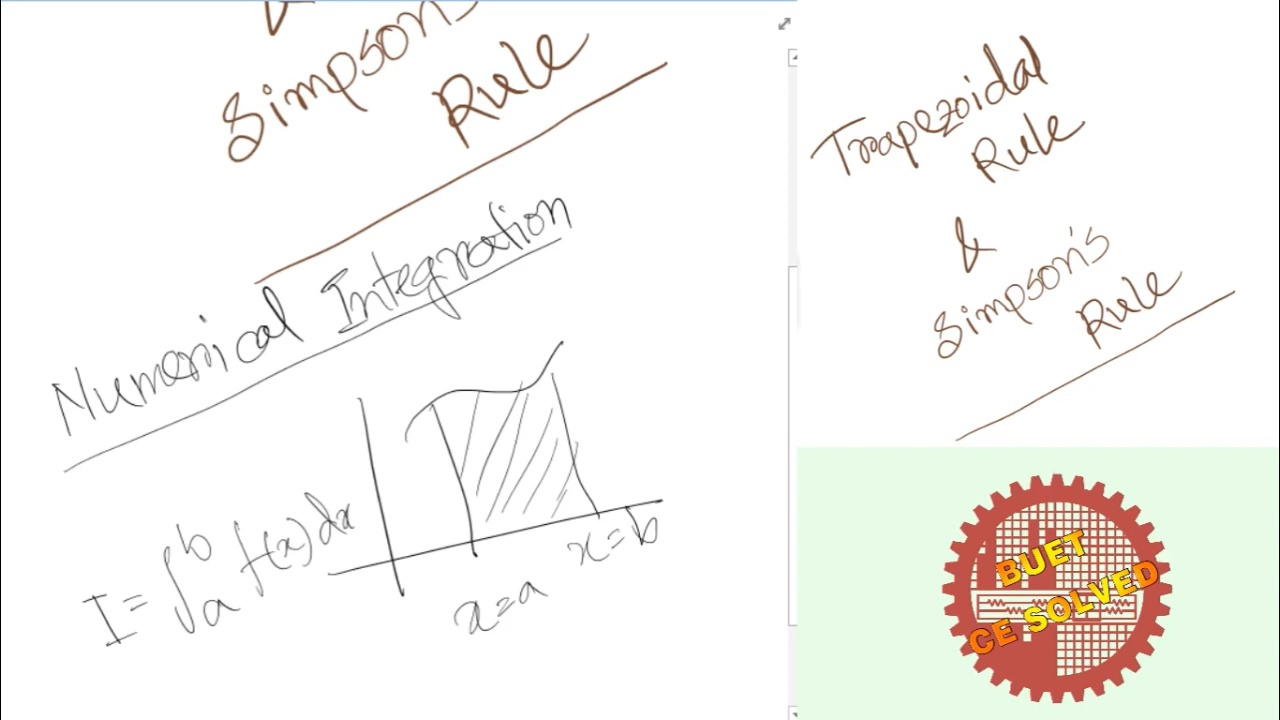 &
Simpson's
Rule
Numerical Integration
I = ∫ₐᵇ f(x) dx
x=a
x=b
Trapezoidal
Rule
&
Simpson's
Rule
BUET
CE SOLVED